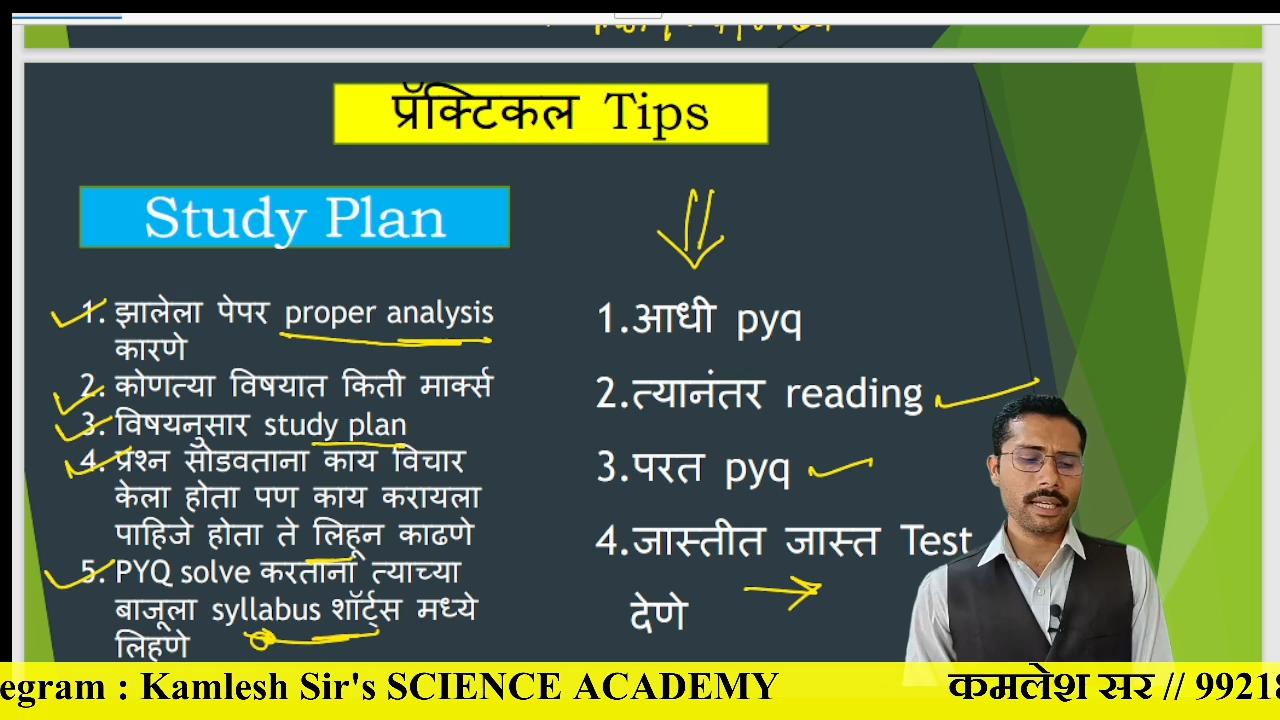 प्रॅक्टिकल Tips
Study Plan
1. झालेला पेपर proper analysis
कारणे
2. कोणत्या विषयात किती मार्क्स
3. विषयनुसार study plan
4. प्रश्न सोडवताना काय विचार
केला होता पण काय करायला
पाहिजे होता ते लिहून काढणे
5. PYQ solve करताना त्याच्या
बाजूला syllabus शॉर्ट्स मध्ये
लिहणे
1.आधी pyq
2.त्यानंतर reading
3.परत pyq
4.जास्तीत जास्त Test
देणे
egram : Kamlesh Sir's SCIENCE ACADEMY कमलेश सर // 99218